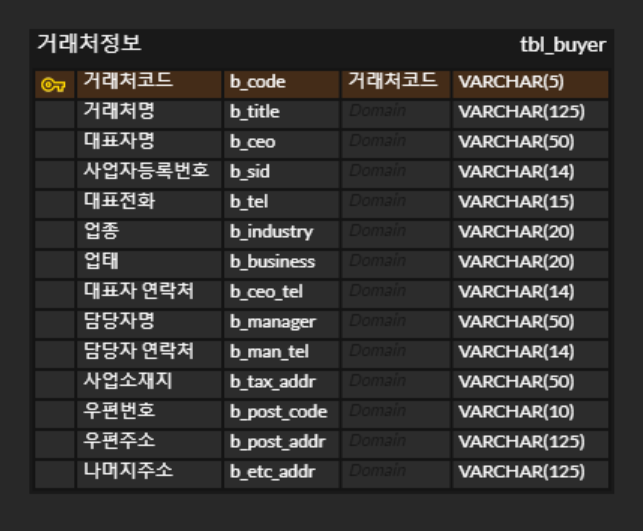 거래처정보 tbl_buyer
거래처코드 b_code 거래처코드 VARCHAR(5)
거래처명 b_title Domain VARCHAR(125)
대표자명 b_ceo Domain VARCHAR(50)
사업자등록번호 b_sid Domain VARCHAR(14)
대표전화 b_tel Domain VARCHAR(15)
업종 b_industry Domain VARCHAR(20)
업태 b_business Domain VARCHAR(20)
대표자 연락처 b_ceo_tel Domain VARCHAR(14)
담당자명 b_manager Domain VARCHAR(50)
담당자 연락처 b_man_tel Domain VARCHAR(14)
사업소재지 b_tax_addr Domain VARCHAR(50)
우편번호 b_post_code Domain VARCHAR(10)
우편주소 b_post_addr Domain VARCHAR(125)
나머지주소 b_etc_addr Domain VARCHAR(125)